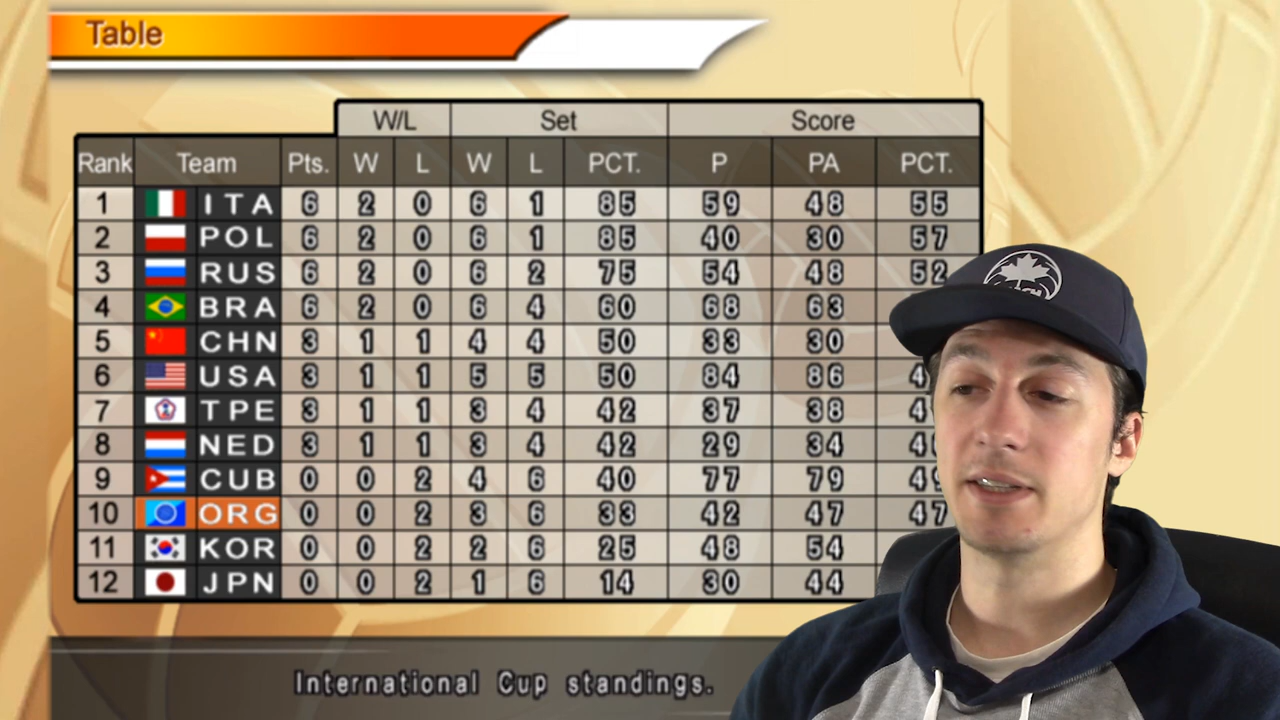 Table
W/L Set Score
Rank Team Pts. W L W L PCT. P PA PCT.
1 ITA 6 2 0 6 1 85 59 48 55
2 POL 6 2 0 6 1 85 40 30 57
3 RUS 6 2 0 6 2 75 54 48 52
4 BRA 6 2 0 6 4 60 68 63
5 CHN 3 1 1 4 4 50 33 30
6 USA 3 1 1 5 5 50 84 86 4
7 TPE 3 1 1 3 4 42 37 38 4
8 NED 3 1 1 3 4 42 29 34 4
9 CUB 0 0 2 4 6 40 77 79 49
10 ORG 0 0 2 3 6 33 42 47 47
11 KOR 0 0 2 2 6 25 48 54
12 JPN 0 0 2 1 6 14 30 44
International Cup standings.